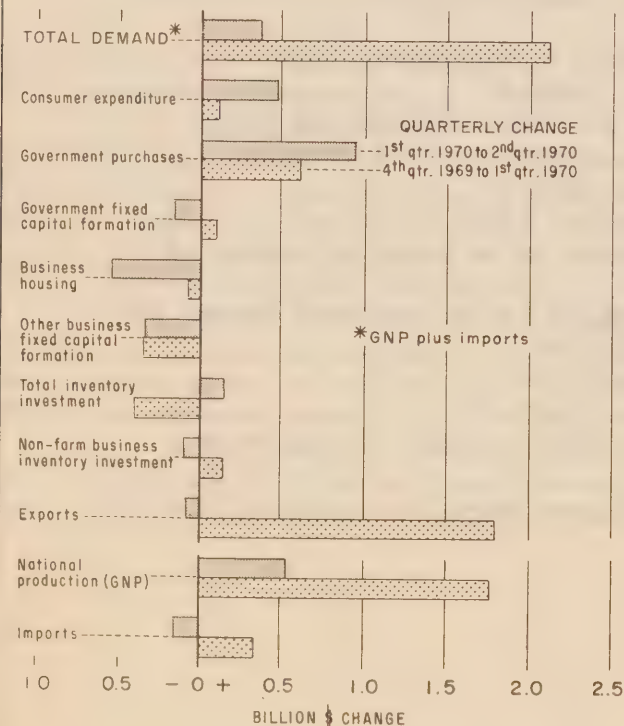 TOTAL DEMAND*
Consumer expenditure
QUARTERLY CHANGE
Government purchases
1st qtr. 1970 to 2nd qtr. 1970
4th qtr. 1969 to 1st qtr. 1970
Government fixed
capital formation
Business
housing
Other business
fixed capital
formation
*GNP plus imports
Total inventory
investment
Non-farm business
inventory investment
Exports
National
production (GNP)
Imports
1 0 0.5 – 0 + 0.5 1.0 1.5 2.0 2.5
BILLION $ CHANGE